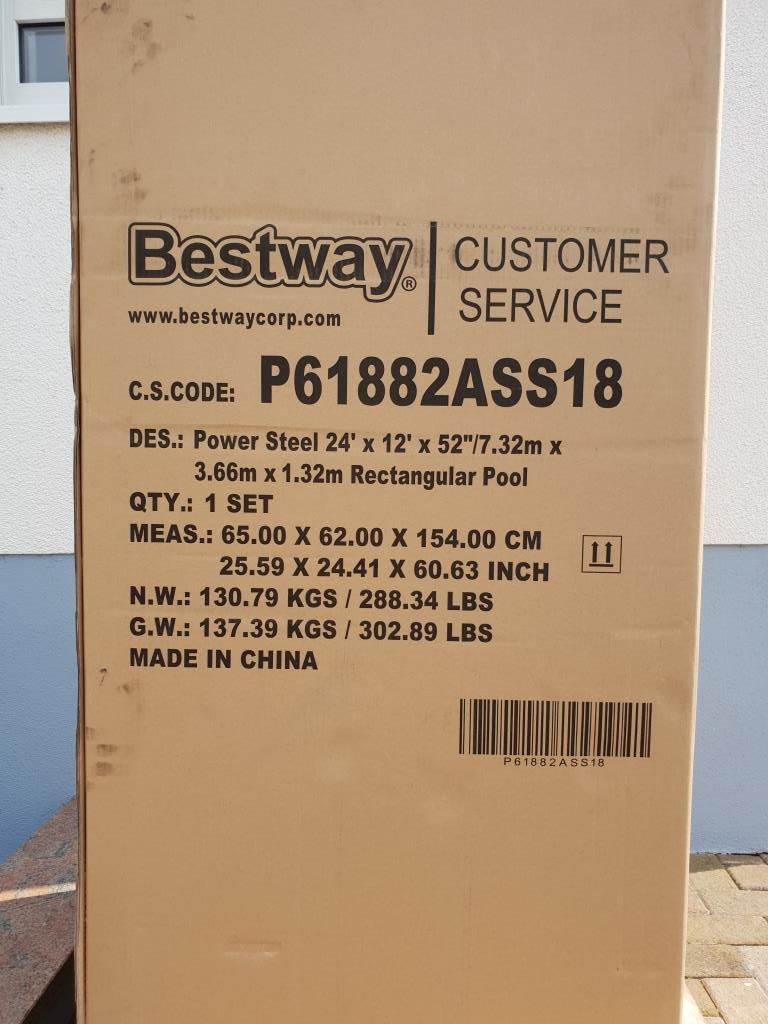 Bestway®
CUSTOMER
SERVICE
www.bestwaycorp.com
C.S.CODE: P61882ASS18
DES.: Power Steel 24' x 12' x 52"/7.32m x
3.66m x 1.32m Rectangular Pool
QTY.: 1 SET
MEAS.: 65.00 X 62.00 X 154.00 CM
25.59 X 24.41 X 60.63 INCH
N.W.: 130.79 KGS / 288.34 LBS
G.W.: 137.39 KGS / 302.89 LBS
MADE IN CHINA
P61882ASS18